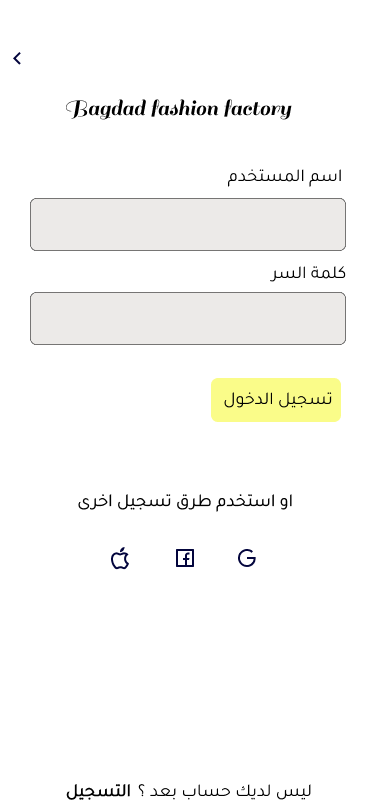 Bagdad fashion factory
اسم المستخدم
كلمة السر
تسجيل الدخول
او استخدم طرق تسجيل اخرى
ليس لديك حساب بعد ؟ التسجيل